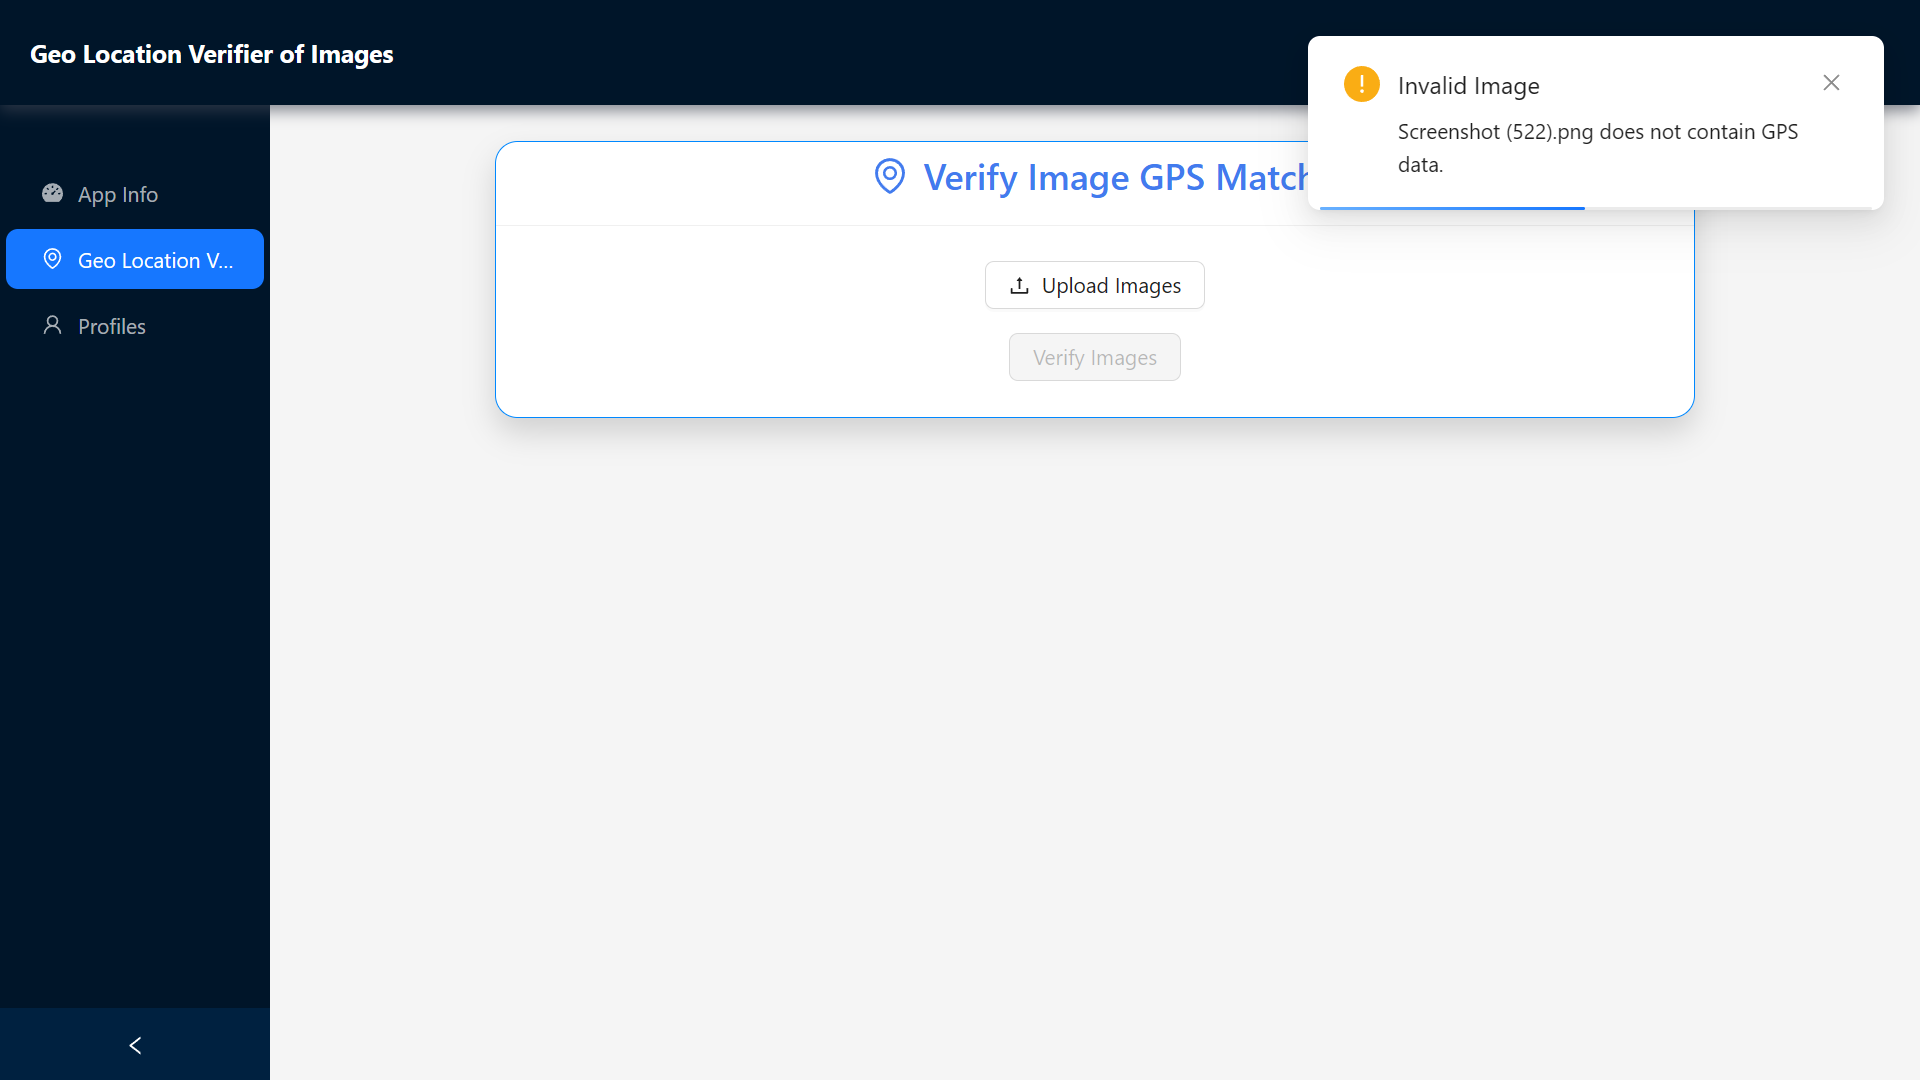 Geo Location Verifier of Images
Invalid Image
Screenshot (522).png does not contain GPS
data.
App Info
Geo Location V...
Profiles
Verify Image GPS Match
Upload Images
Verify Images